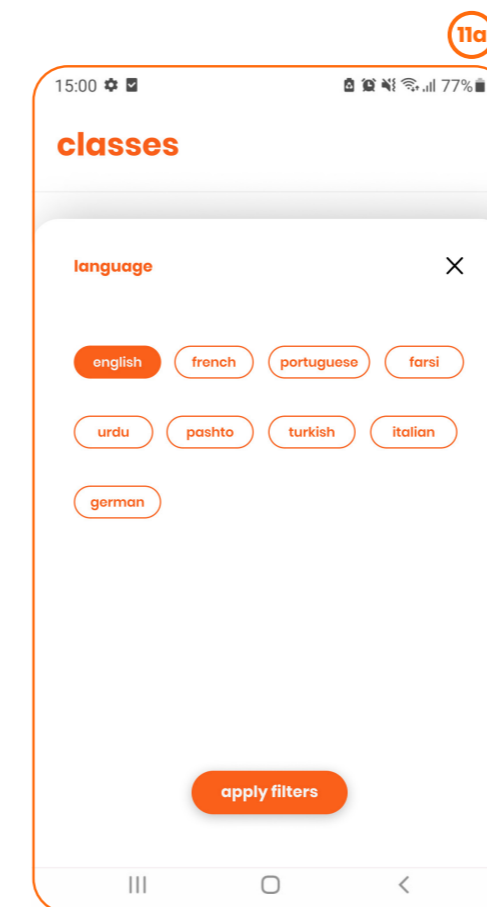 11a
15:00 77%
classes
language
english french portuguese farsi
urdu pashto turkish italian
german
apply filters